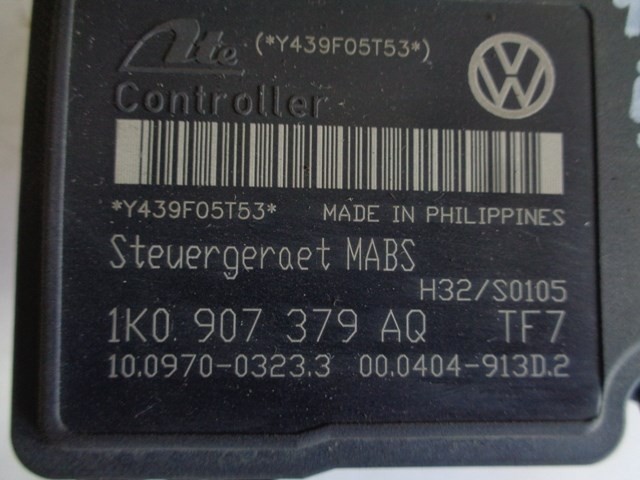 Ate (*Y439F05T53*)
Controller
*Y439F05T53* MADE IN PHILIPPINES
Steuergeraet MABS
H32/S0105
1K0 907 379 AQ TF7
10.0970-0323.3 00.0404-913D.2